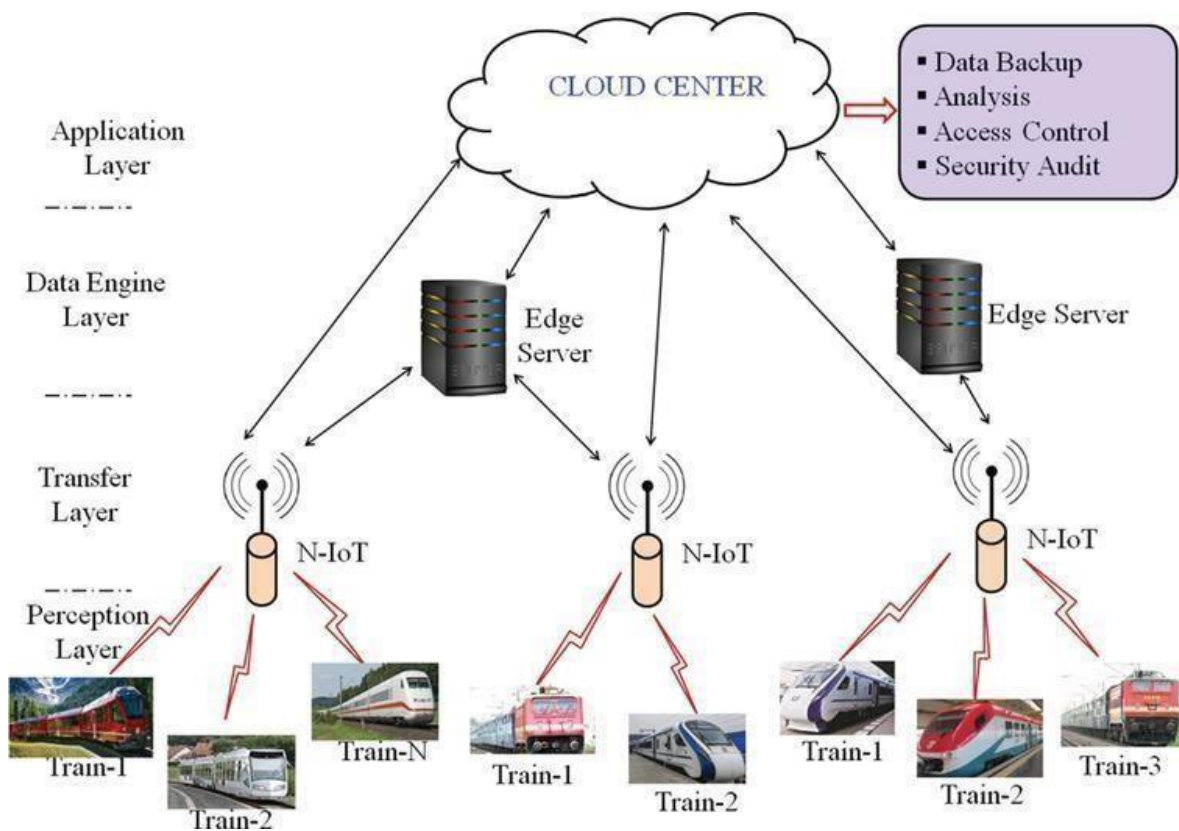 CLOUD CENTER
▪ Data Backup
▪ Analysis
▪ Access Control
▪ Security Audit
Application
Layer
Data Engine
Layer
Edge
Server
Edge Server
Transfer
Layer
N-IoT
N-IoT
N-IoT
Perception
Layer
Train-1
Train-2
Train-N
Train-1
Train-2
Train-1
Train-2
Train-3